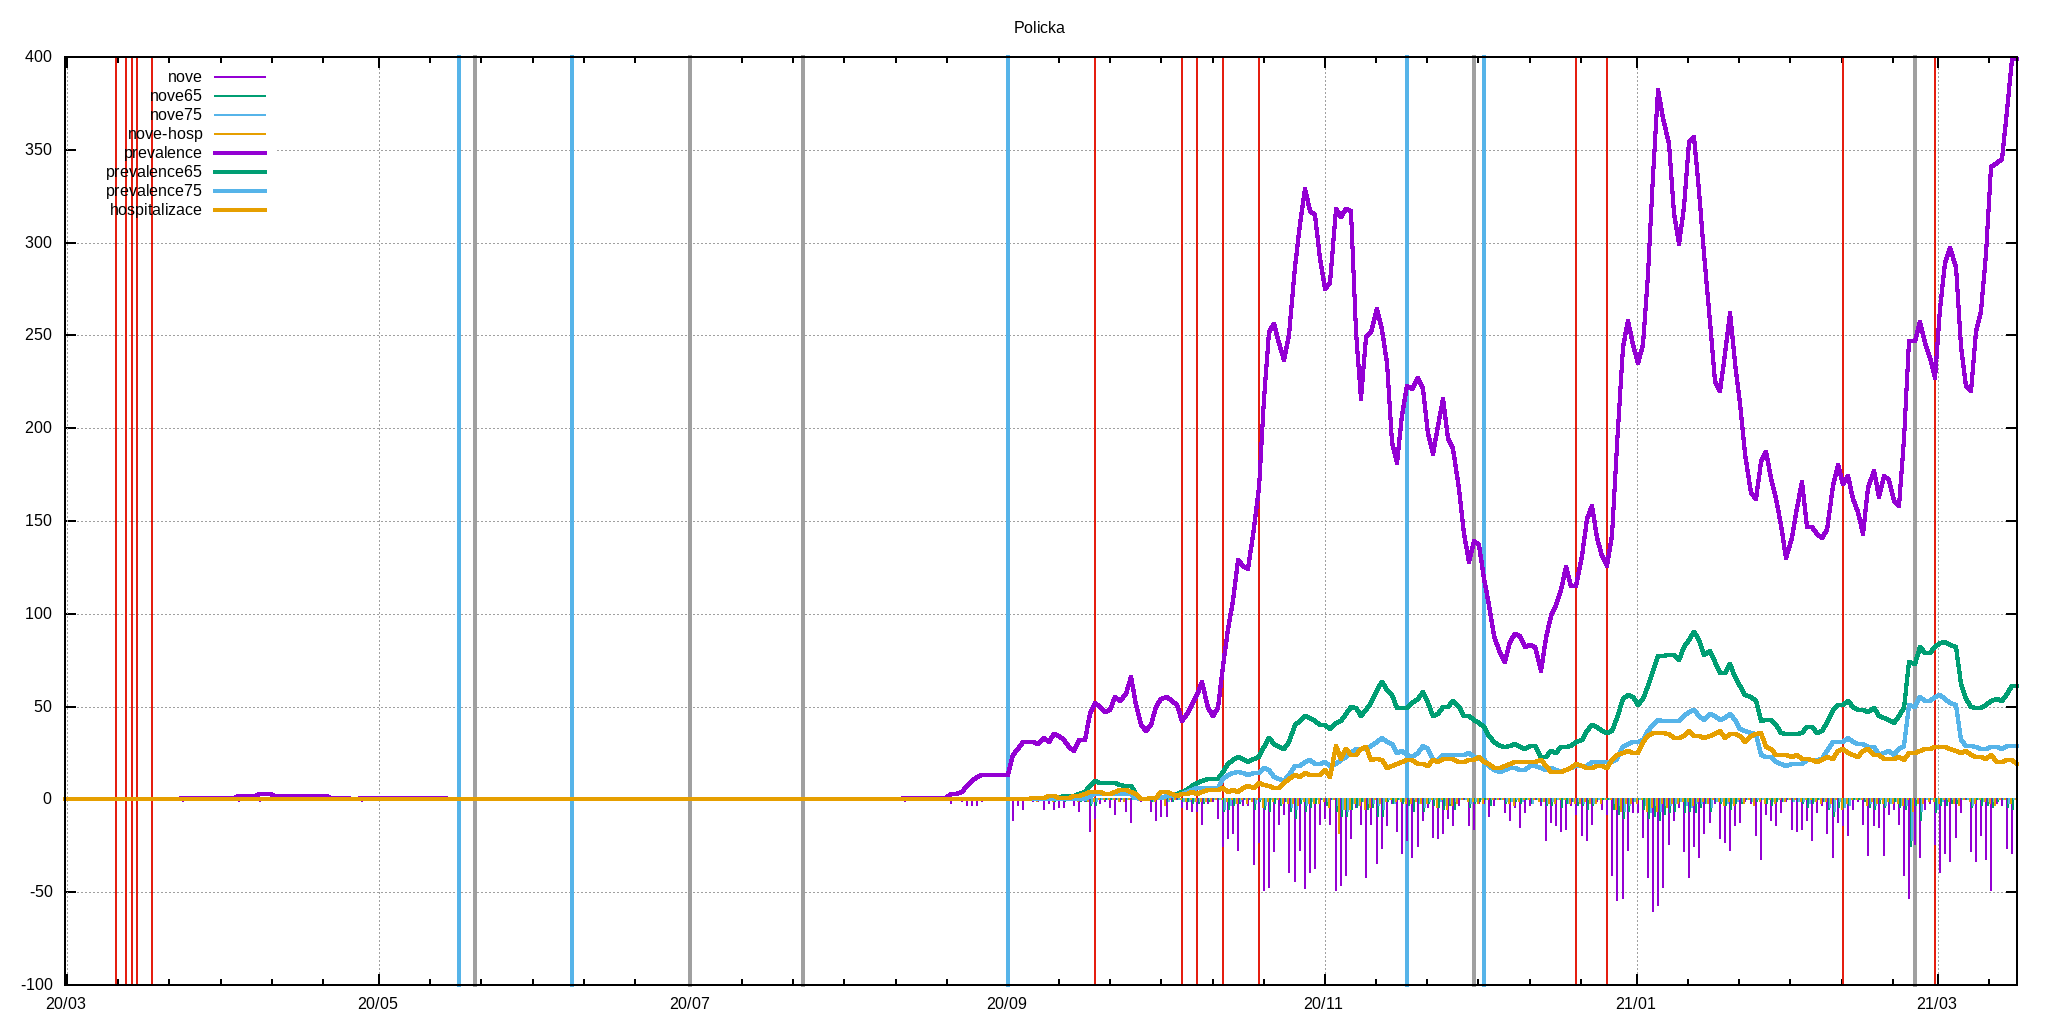 Policka
nove
nove65
nove75
nove-hosp
prevalence
prevalence65
prevalence75
hospitalizace
400
350
300
250
200
150
100
50
0
-50
-100
20/03 20/05 20/07 20/09 20/11 21/01 21/03